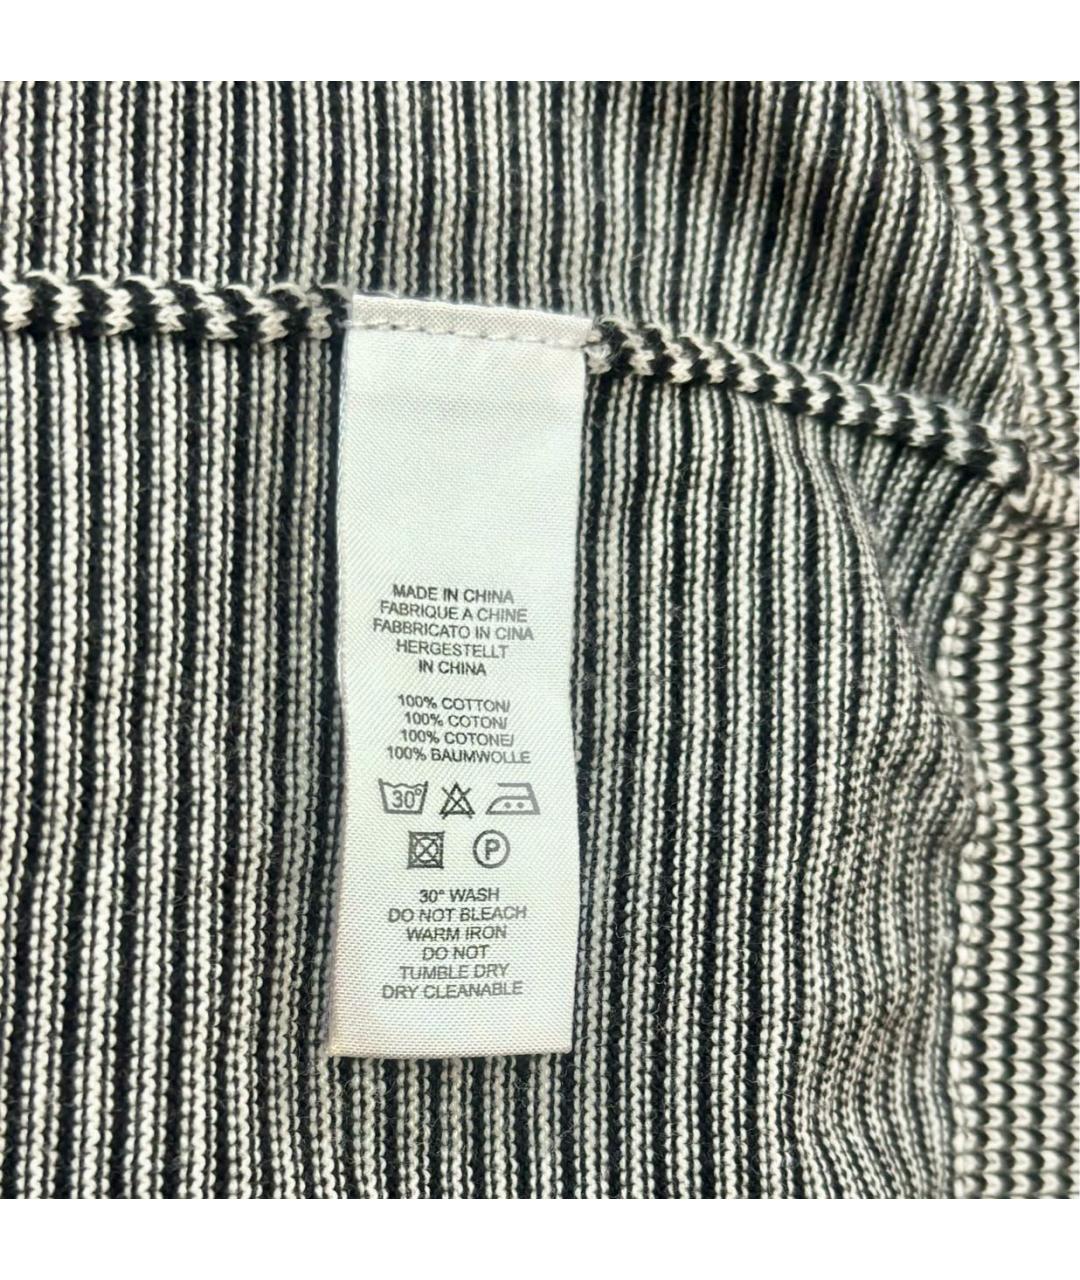 MADE IN CHINA
FABRIQUE A CHINE
FABBRICATO IN CINA
HERGESTELLT
IN CHINA
100% COTTON/
100% COTON/
100% COTONE/
100% BAUMWOLLE
30°
P
30° WASH
DO NOT BLEACH
WARM IRON
DO NOT
TUMBLE DRY
DRY CLEANABLE